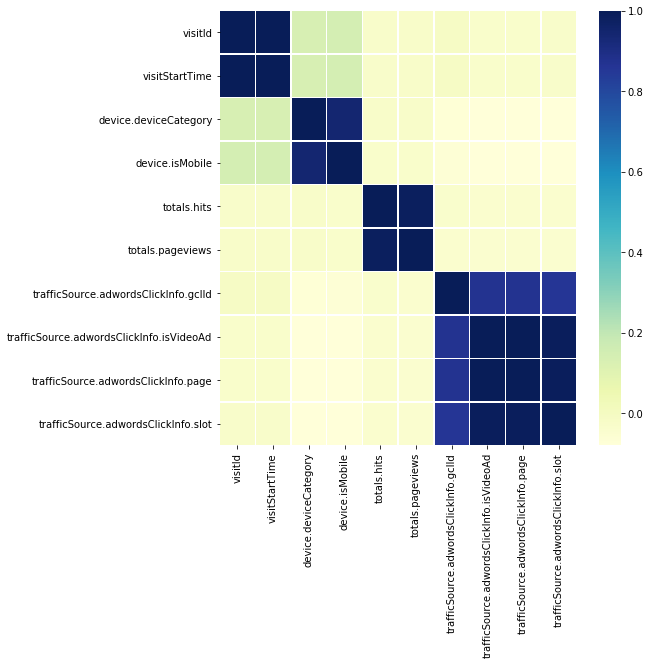 visitId
visitStartTime
device.deviceCategory
device.isMobile
totals.hits
totals.pageviews
trafficSource.adwordsClickInfo.gclId
trafficSource.adwordsClickInfo.isVideoAd
trafficSource.adwordsClickInfo.page
trafficSource.adwordsClickInfo.slot
visitId
visitStartTime
device.deviceCategory
device.isMobile
totals.hits
totals.pageviews
trafficSource.adwordsClickInfo.gclId
trafficSource.adwordsClickInfo.isVideoAd
trafficSource.adwordsClickInfo.page
trafficSource.adwordsClickInfo.slot
1.0
0.8
0.6
0.4
0.2
0.0